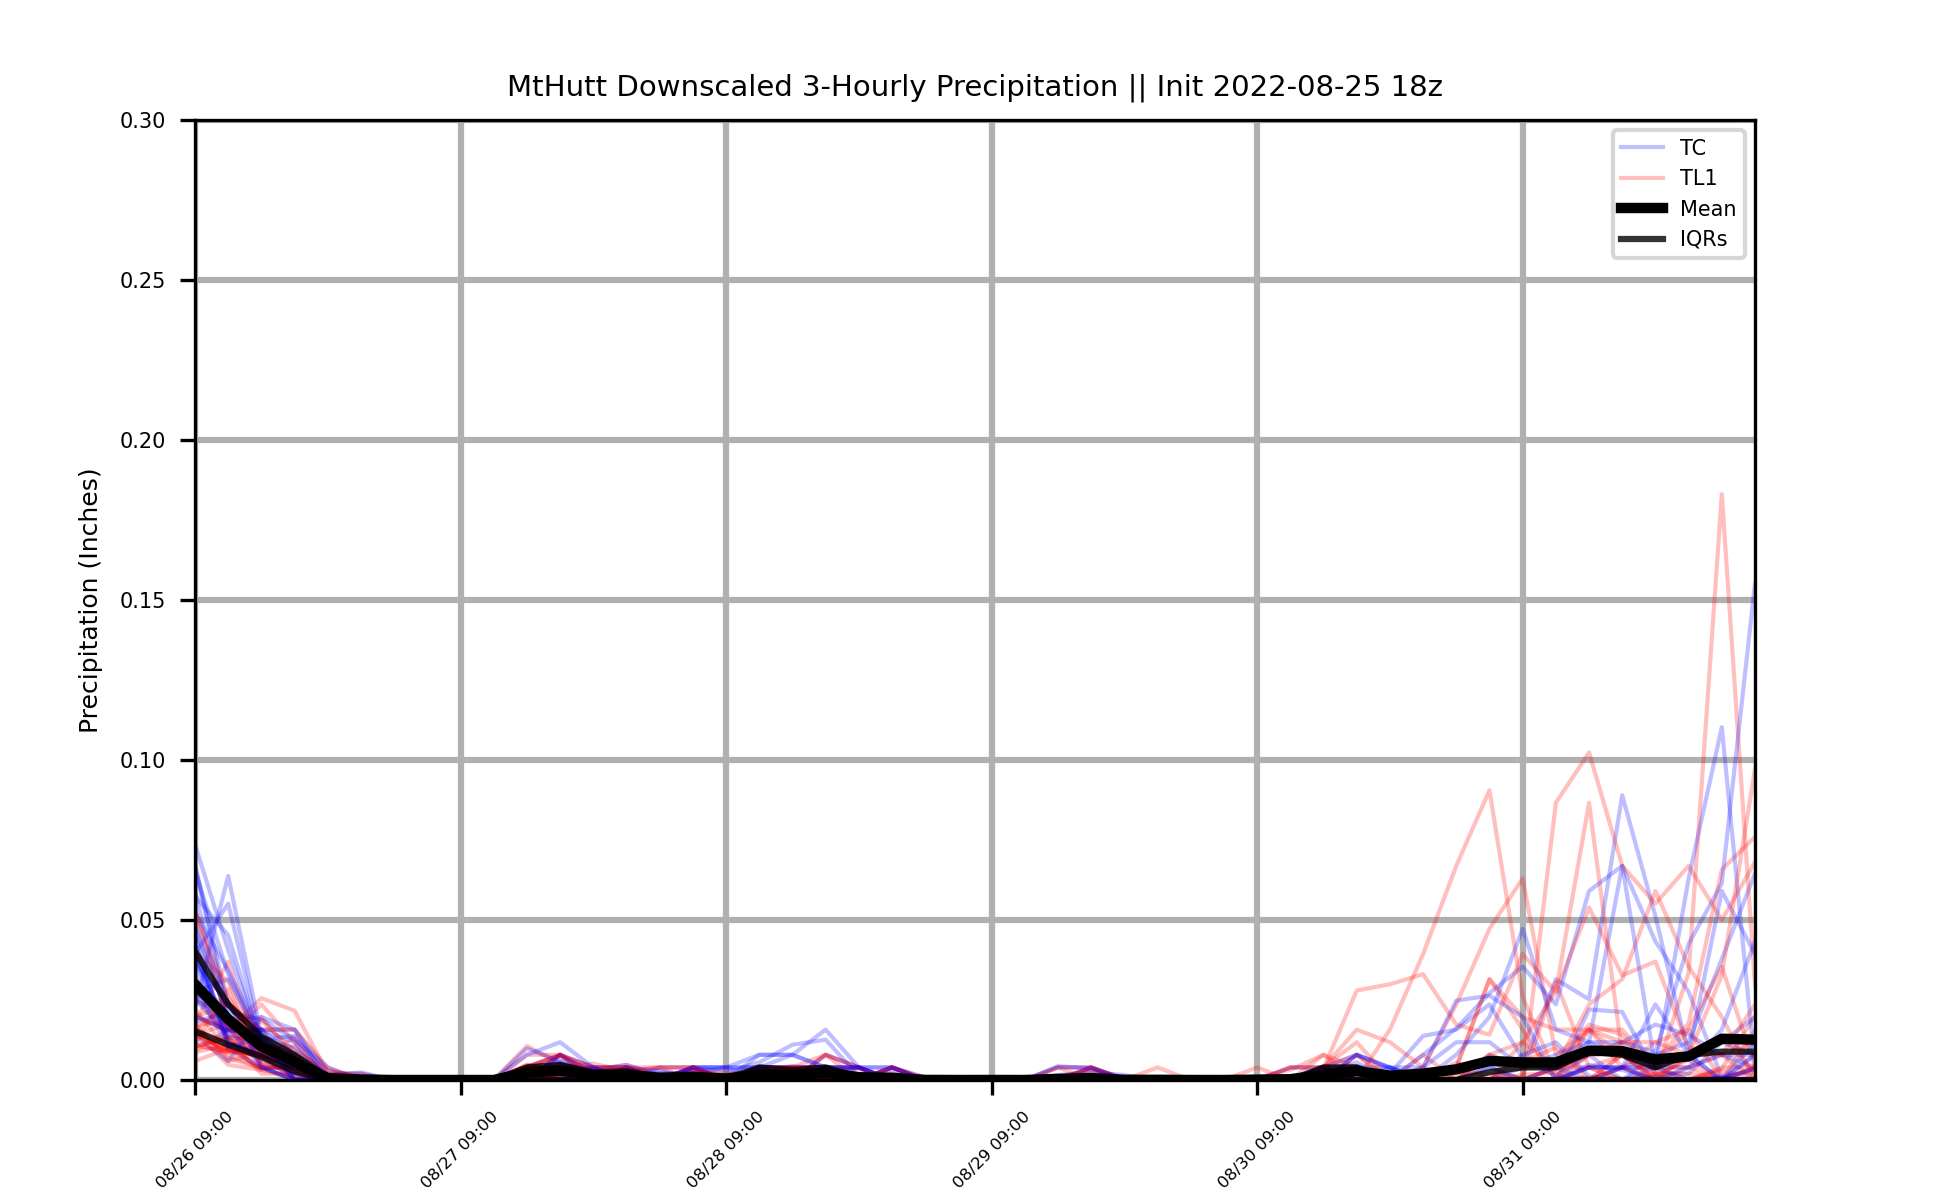 MtHutt Downscaled 3-Hourly Precipitation || Init 2022-08-25 18z
TC
TL1
Mean
IQRs
Precipitation (Inches)
0.30
0.25
0.20
0.15
0.10
0.05
0.00
08/26 09:00
08/27 09:00
08/28 09:00
08/29 09:00
08/30 09:00
08/31 09:00